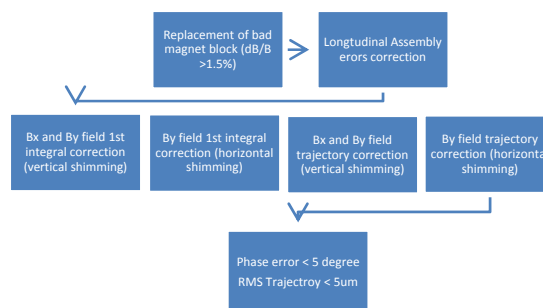 Replacement of bad
magnet block (dB/B
>1.5%)
Longtudinal Assembly
erors correction
Bx and By field 1st
integral correction
(vertical shimming)
By field 1st integral
correction (horizontal
shimming)
Bx and By field
trajectory correction
(vertical shimming)
By field trajectory
correction (horizontal
shimming)
Phase error < 5 degree
RMS Trajectroy < 5um